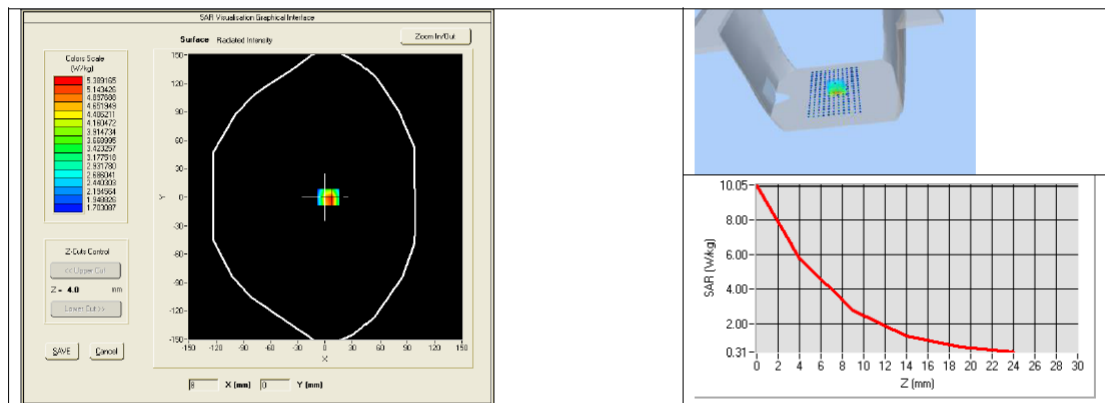 SAR Visualisation Graphical Interface
Surface Radiated Intensity
Zoom In/Out
Colors Scale
(W/kg)
5.389165
5.143426
4.897688
4.651949
4.406211
4.160472
3.914734
3.668995
3.423257
3.177518
2.931780
2.686041
2.440303
2.194564
1.948826
1.703087
150
120
90
60
30
Y
0
-30
-60
-90
-120
-150
-150 -120 -90 -60 -30 0 30 60 90 120 150
X
Z-Cuts Control
<< Upper Cut
Z = 4.0 mm
Lower Cut >>
SAVE Cancel
8 X (mm) 0 Y (mm)
10.05
8.00
6.00
4.00
2.00
0.31
SAR (W/kg)
0 2 4 6 8 10 12 14 16 18 20 22 24 26 28 30
Z (mm)